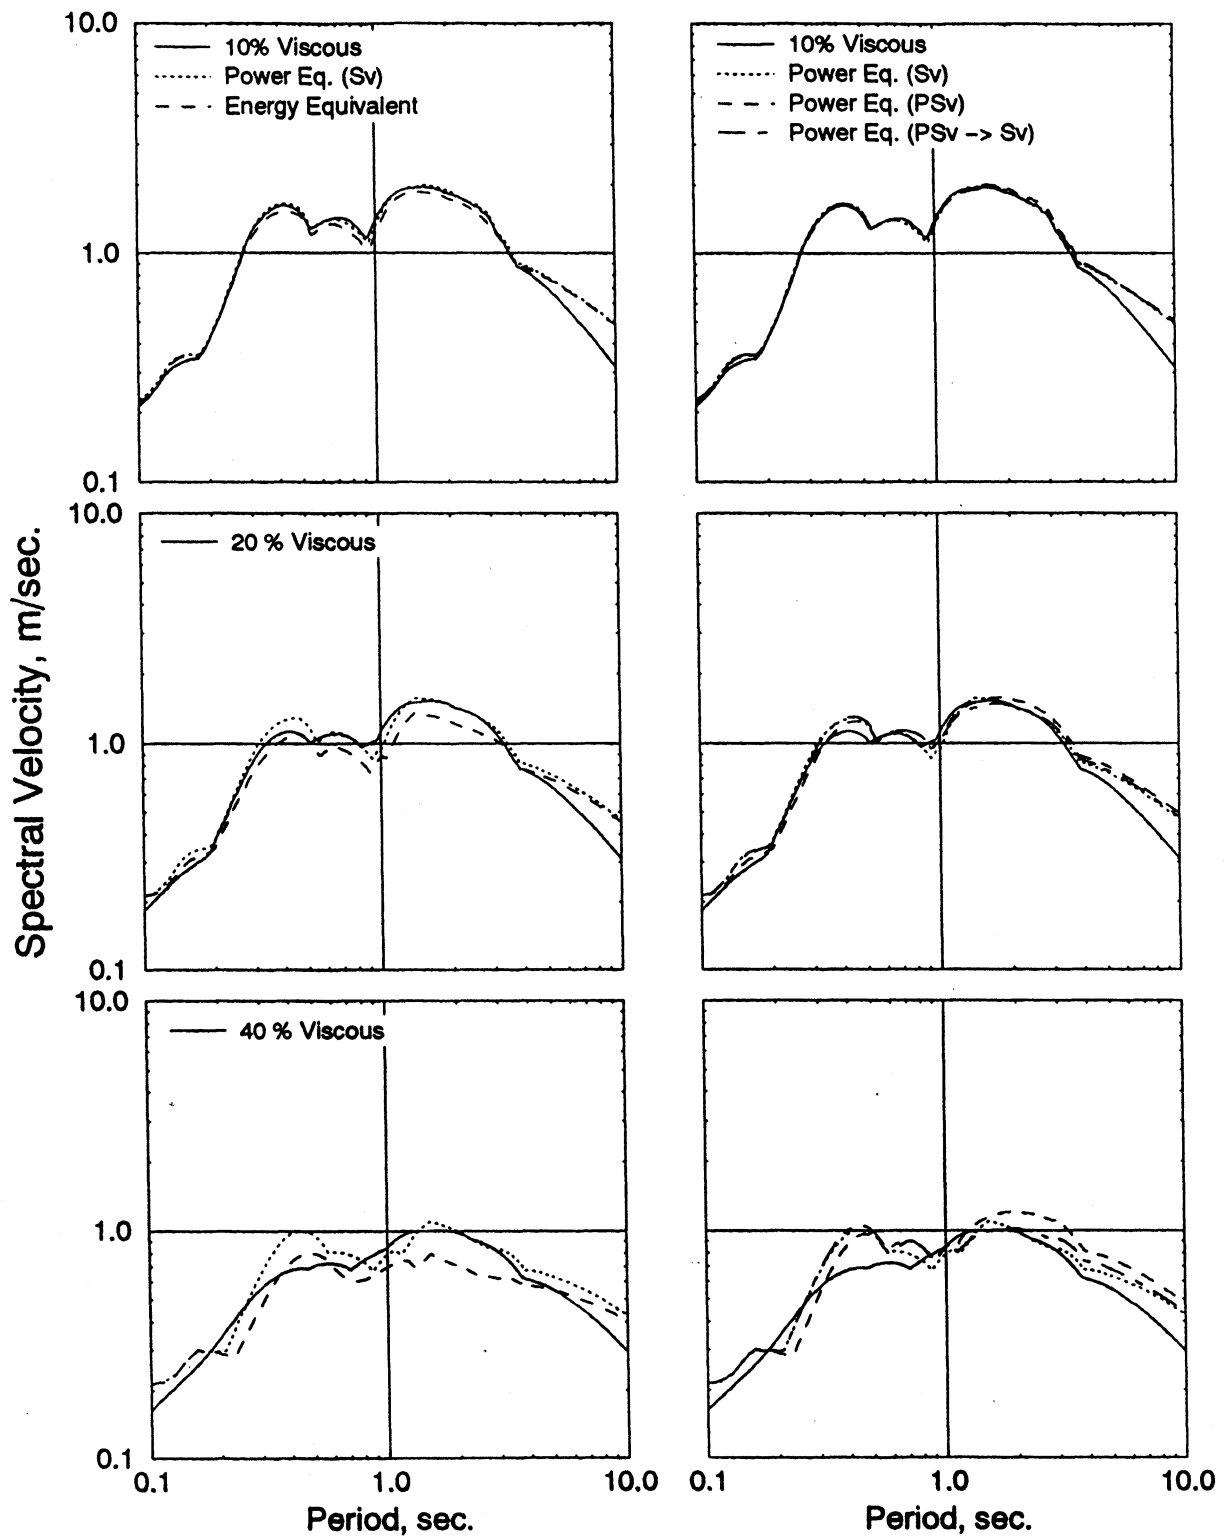 10.0
10% Viscous
Power Eq. (Sv)
Energy Equivalent
1.0
0.1
10% Viscous
Power Eq. (Sv)
Power Eq. (PSv)
Power Eq. (PSv -> Sv)
Spectral Velocity, m/sec.
10.0
20 % Viscous
1.0
0.1
10.0
40 % Viscous
1.0
0.1
0.1 1.0 10.0
Period, sec.
0.1 1.0 10.0
Period, sec.